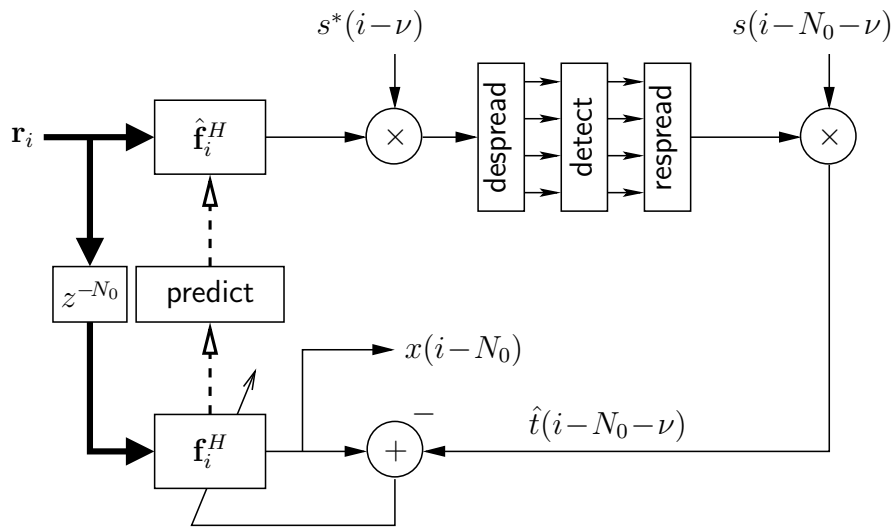 s*(i−ν)
s(i−N₀−ν)
r_i
f̂_i^H
×
despread
detect
respread
×
z^{−N₀}
predict
x(i−N₀)
f_i^H
+
−
t̂(i−N₀−ν)